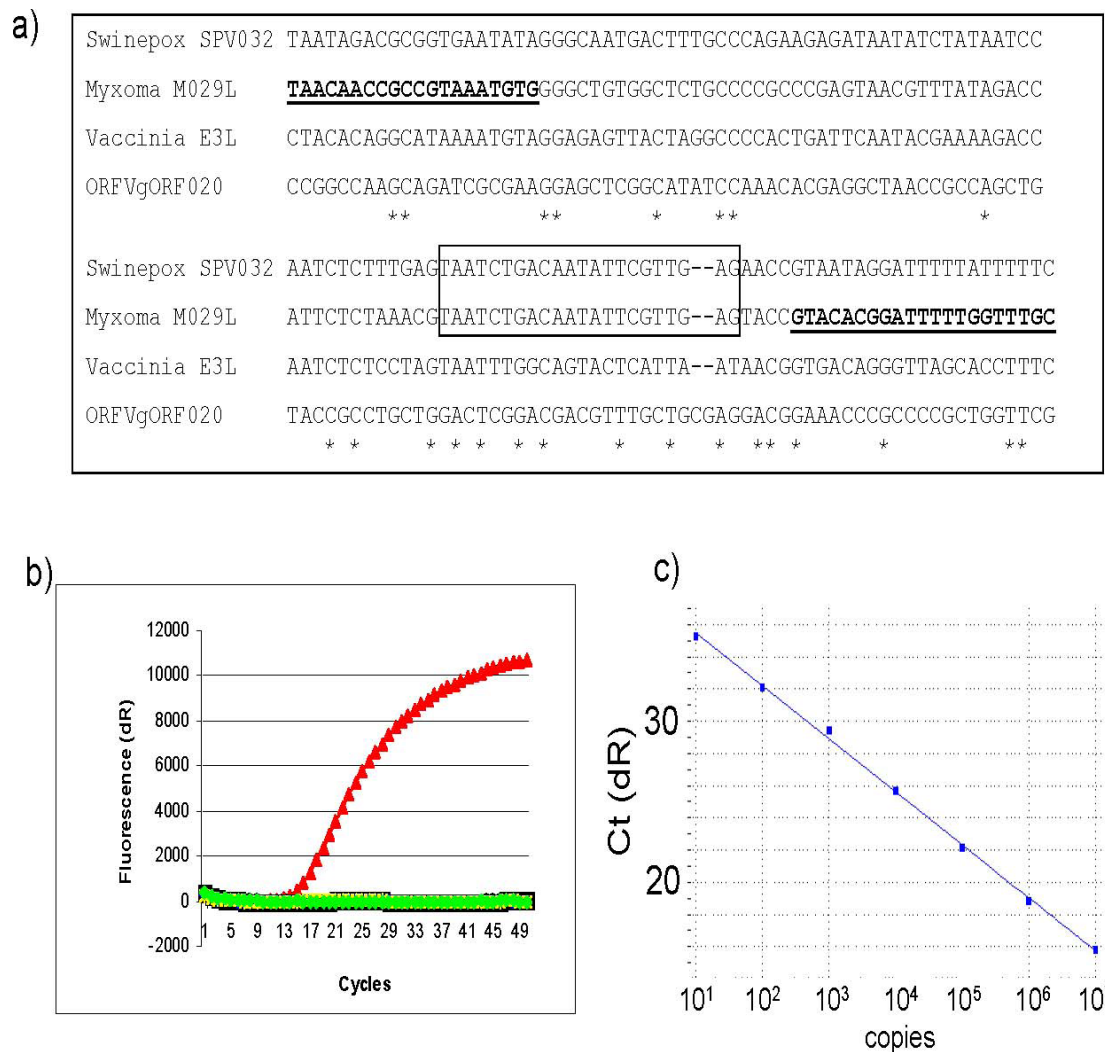 a)
Swinepox SPV032 TAATAGACGCGGTGAATATAGGGCAATGACTTTGCCCAGAAGAGATAATATCTATAATCC
Myxoma M029L TAACAACCGCCGTAAATGTGGGGCTGTGGCTCTGCCCCGCCCGAGTAACGTTTATAGACC
Vaccinia E3L CTACACAGGCATAAAATGTAGGAGAGTTACTAGGCCCCACTGATTCAATACGAAAAGACC
ORFVgORF020 CCGGCCAAGCAGATCGCGAAGGAGCTCGGCATATCCAAACACGAGGCTAACCGCCAGCTG
** ** * ** *
Swinepox SPV032 AATCTCTTTGAGTAATCTGACAATATTCGTTG--AGAACCGTAATAGGATTTTTATTTTTC
Myxoma M029L ATTCTCTAAACGTAATCTGACAATATTCGTTG--AGTACCGTACACGGATTTTTGGTTTGC
Vaccinia E3L AATCTCTCCTAGTAATTTGGCAGTACTCATTA--ATAACGGTGACAGGGTTAGCACCTTTC
ORFVgORF020 TACCGCCTGCTGGACTCGGACGACGTTTGCTGCGAGGACGGAAACCCGCCCCGCTGGTTCG
* * * * * * * * * * ** * * **
b)
12000
10000
8000
6000
4000
2000
0
-2000
Fluorescence (dR)
1 5 9 13 17 21 25 29 33 37 41 45 49
Cycles
c)
30
20
Ct (dR)
10¹ 10² 10³ 10⁴ 10⁵ 10⁶ 10
copies